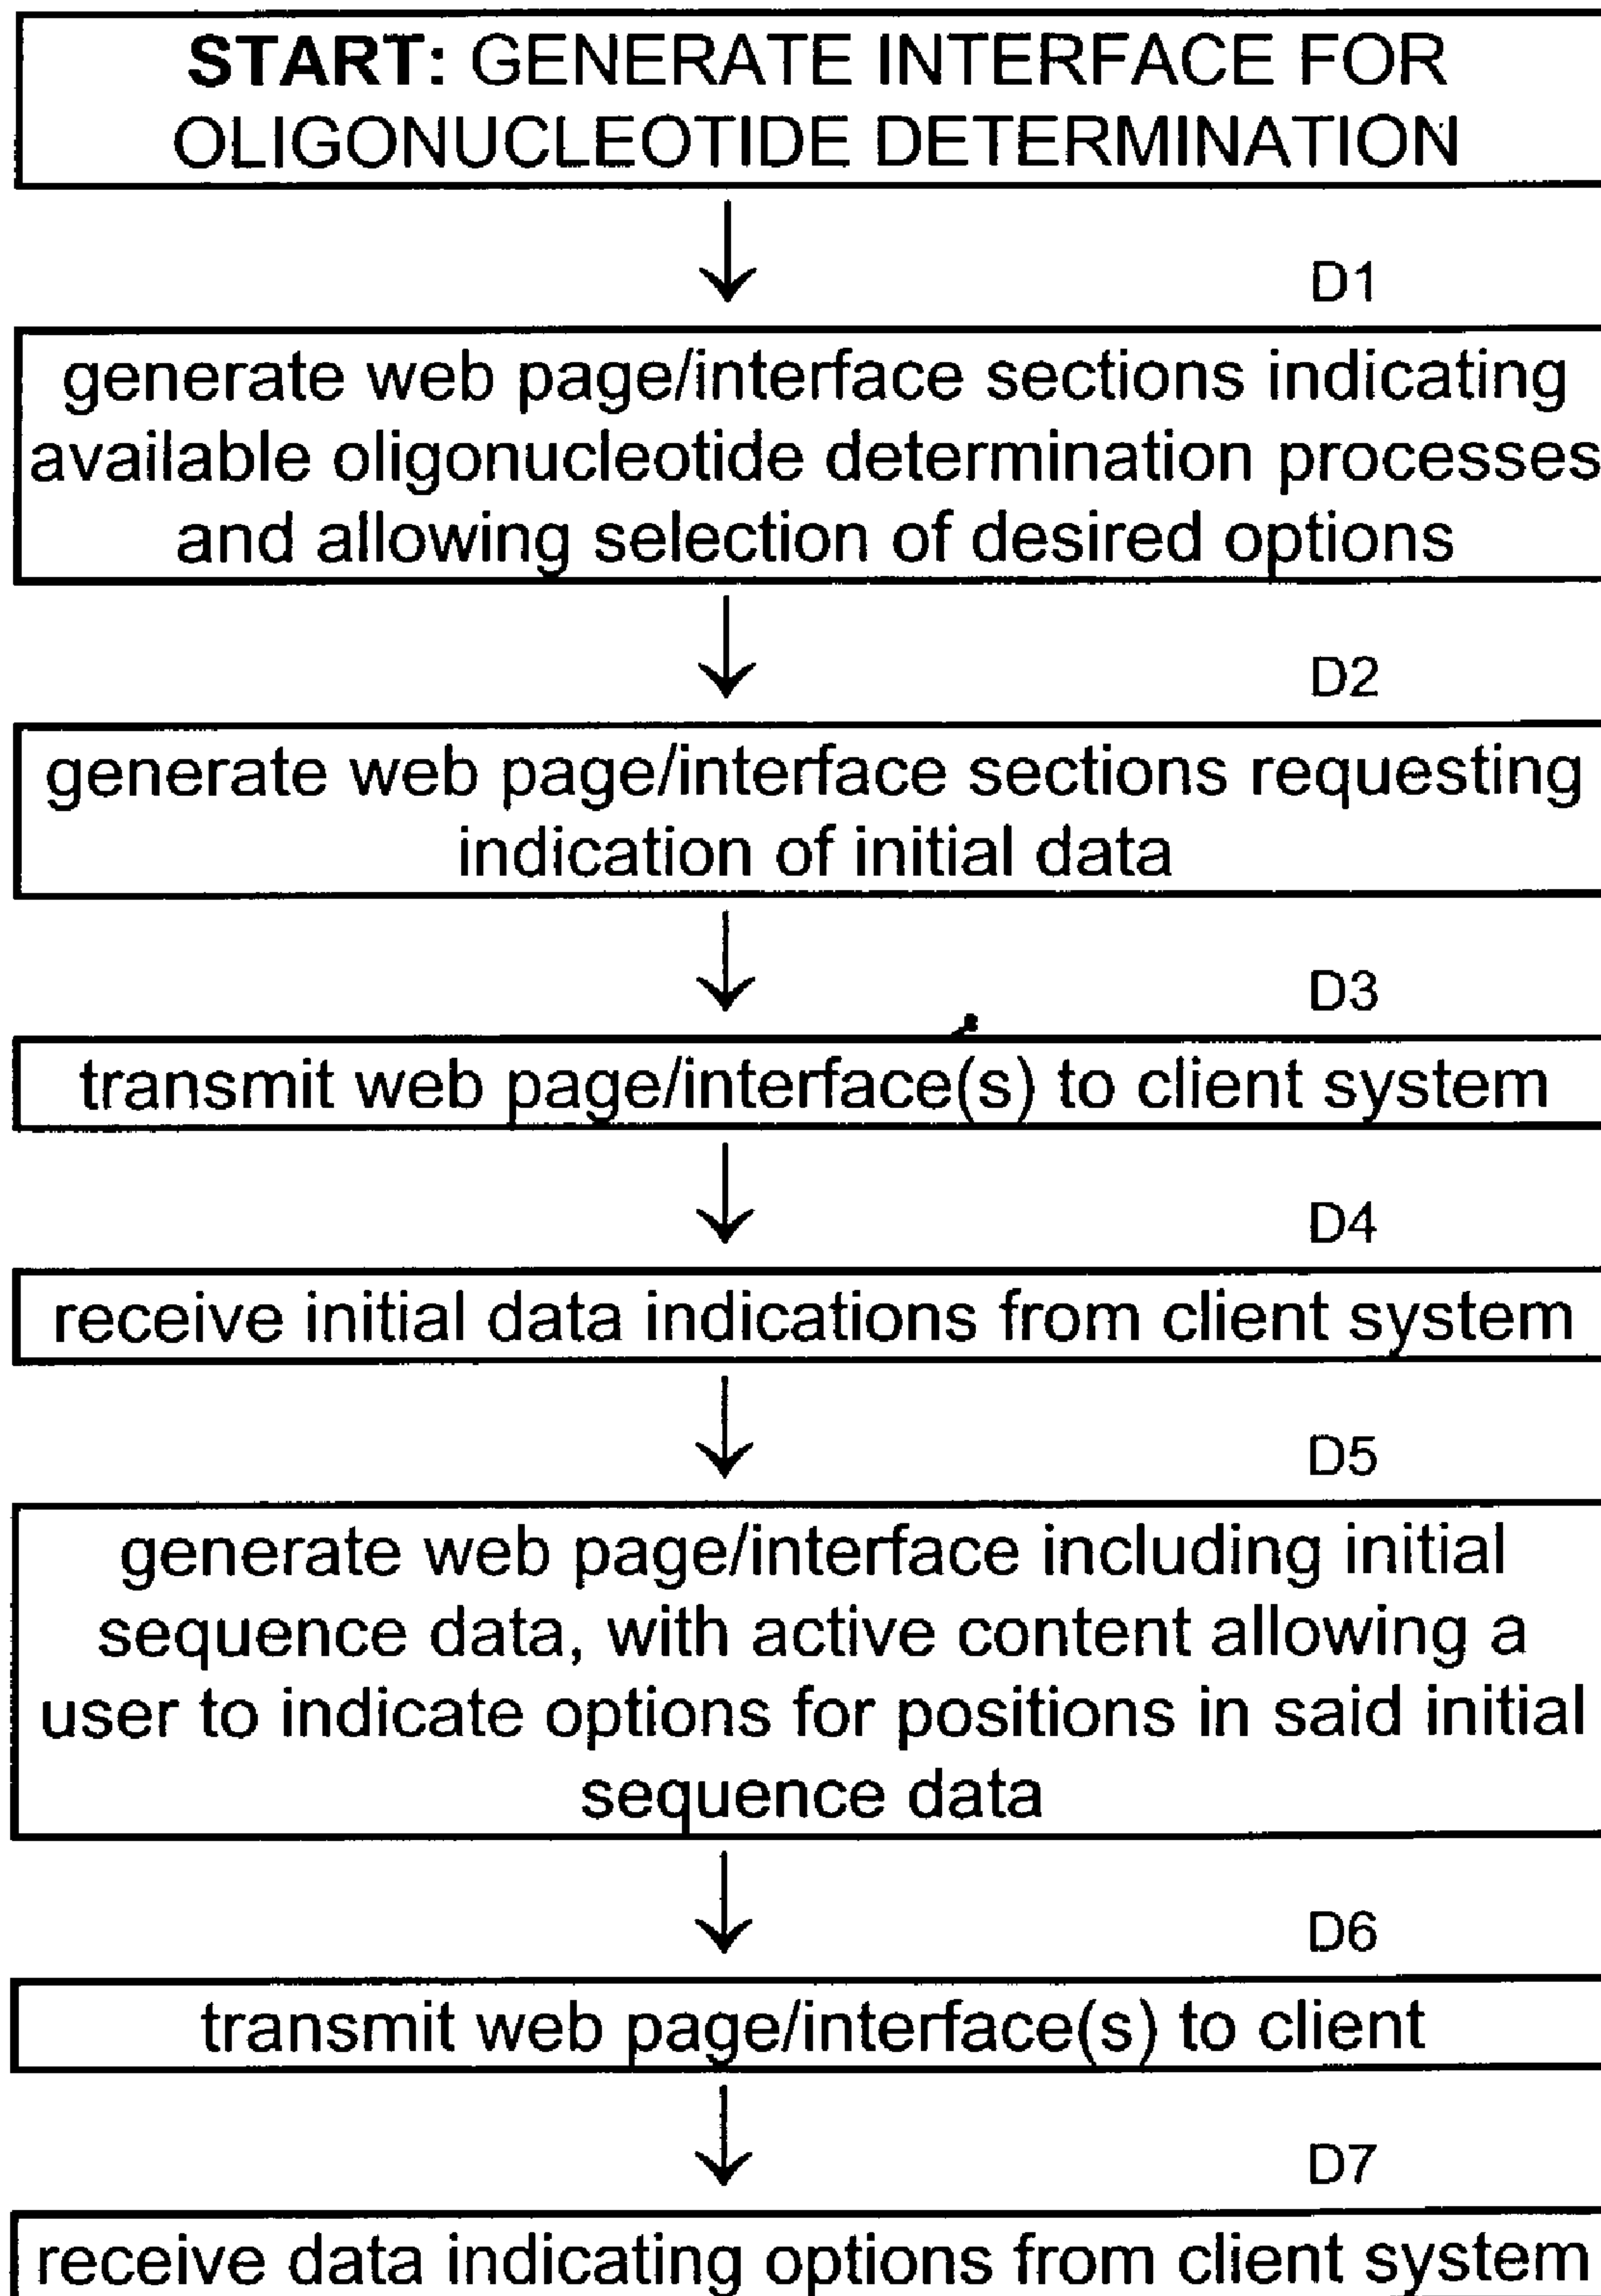 START: GENERATE INTERFACE FOR
OLIGONUCLEOTIDE DETERMINATION
D1
generate web page/interface sections indicating
available oligonucleotide determination processes
and allowing selection of desired options
D2
generate web page/interface sections requesting
indication of initial data
D3
transmit web page/interface(s) to client system
D4
receive initial data indications from client system
D5
generate web page/interface including initial
sequence data, with active content allowing a
user to indicate options for positions in said initial
sequence data
D6
transmit web page/interface(s) to client
D7
receive data indicating options from client system